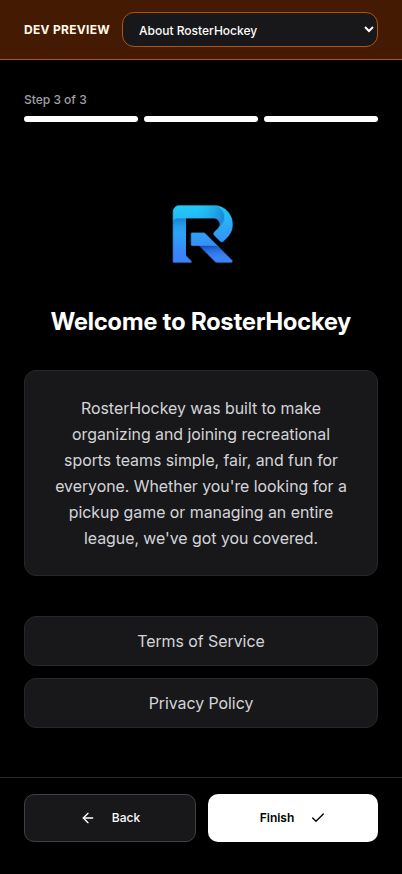 DEV PREVIEW
About RosterHockey
Step 3 of 3
Welcome to RosterHockey
RosterHockey was built to make
organizing and joining recreational
sports teams simple, fair, and fun for
everyone. Whether you're looking for a
pickup game or managing an entire
league, we've got you covered.
Terms of Service
Privacy Policy
Back
Finish